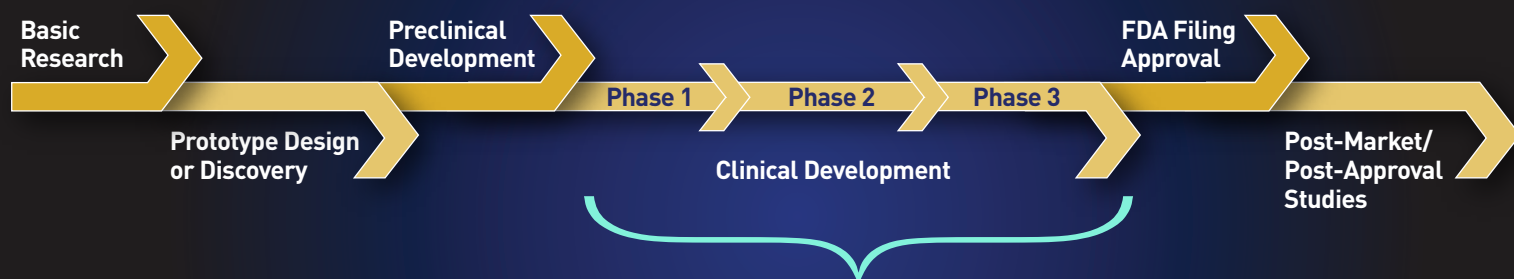 Basic
Research
Prototype Design
or Discovery
Preclinical
Development
Phase 1
Phase 2
Phase 3
Clinical Development
FDA Filing
Approval
Post-Market/
Post-Approval
Studies